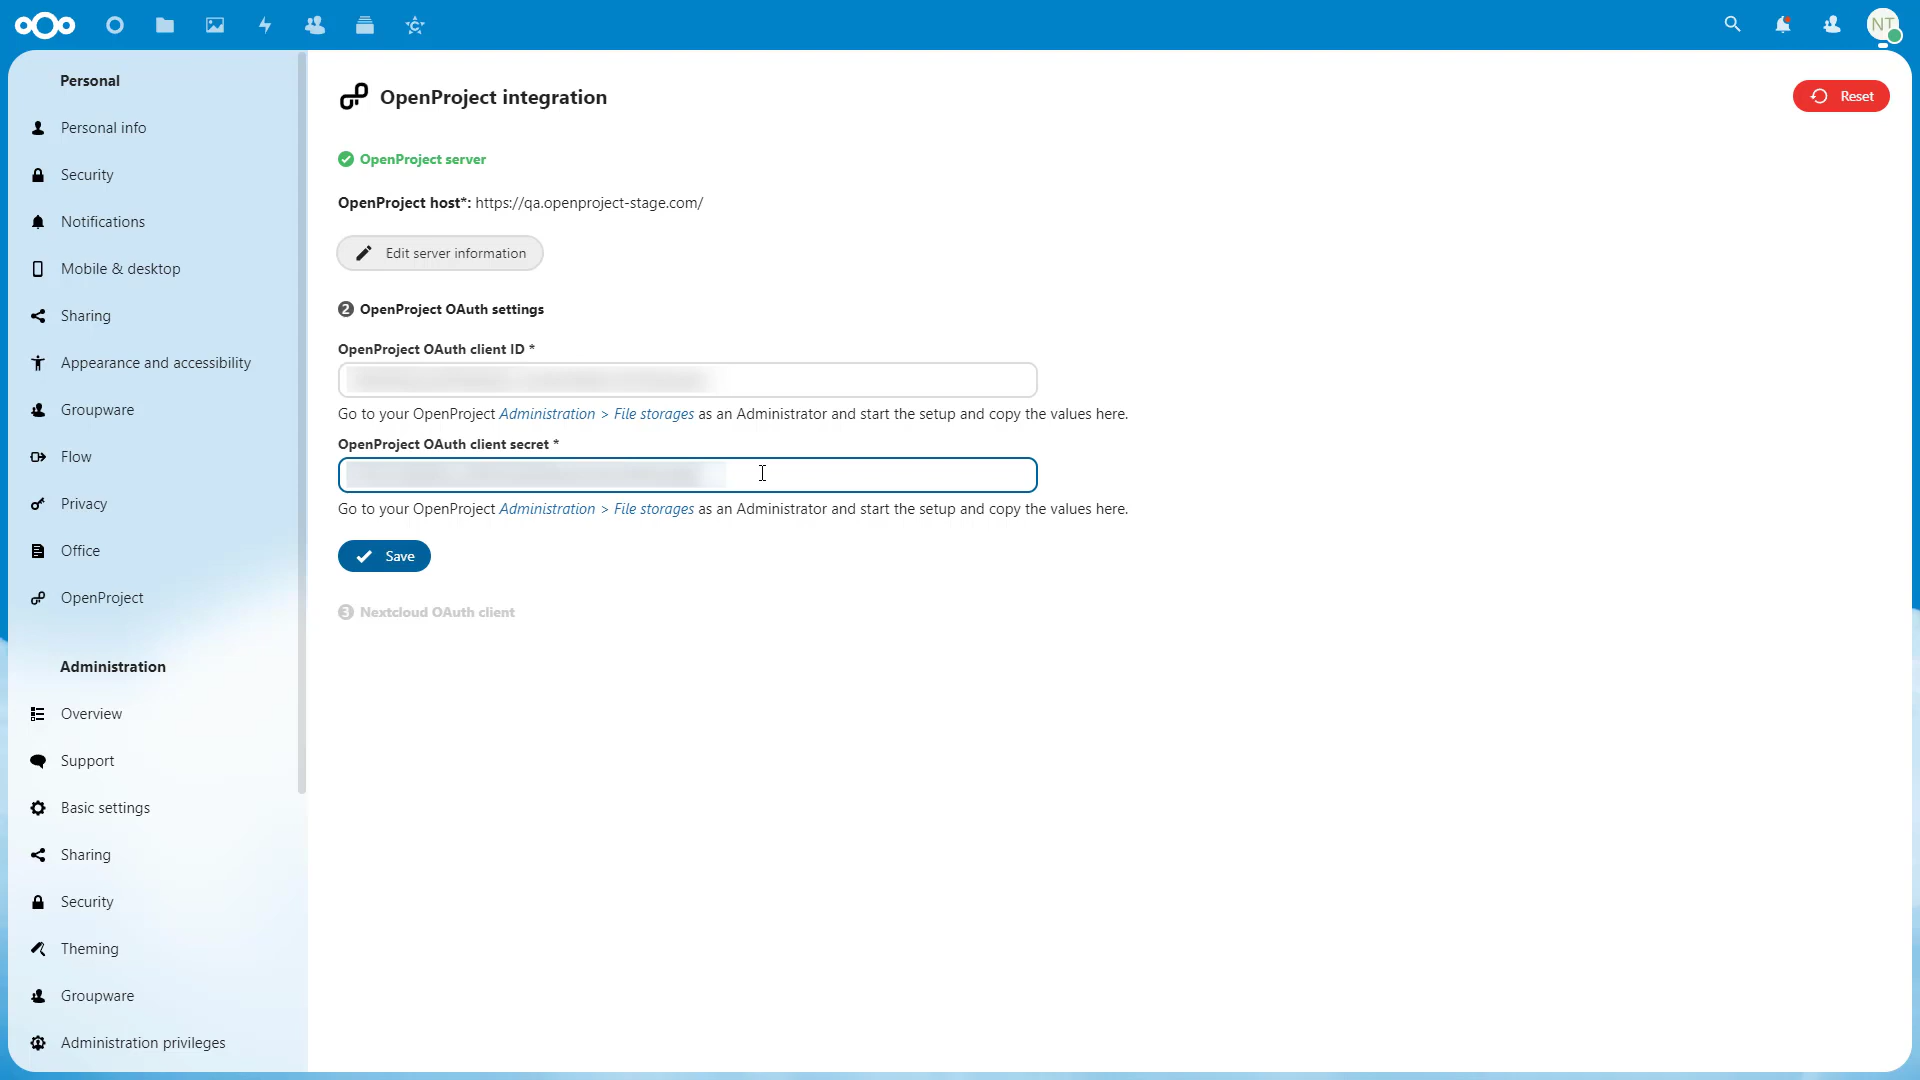 NT
Personal
Personal info
Security
Notifications
Mobile & desktop
Sharing
Appearance and accessibility
Groupware
Flow
Privacy
Office
OpenProject
Administration
Overview
Support
Basic settings
Sharing
Security
Theming
Groupware
Administration privileges
OpenProject integration
Reset
OpenProject server
OpenProject host*: https://qa.openproject-stage.com/
Edit server information
2 OpenProject OAuth settings
OpenProject OAuth client ID *
Go to your OpenProject Administration > File storages as an Administrator and start the setup and copy the values here.
OpenProject OAuth client secret *
Go to your OpenProject Administration > File storages as an Administrator and start the setup and copy the values here.
Save
3 Nextcloud OAuth client